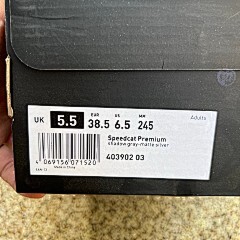 Adults
EUR US MM
UK 5.5 38.5 6.5 245
Speedcat Premium
shadow gray-matte silver
403902 03
4 069156 071520
Made in China